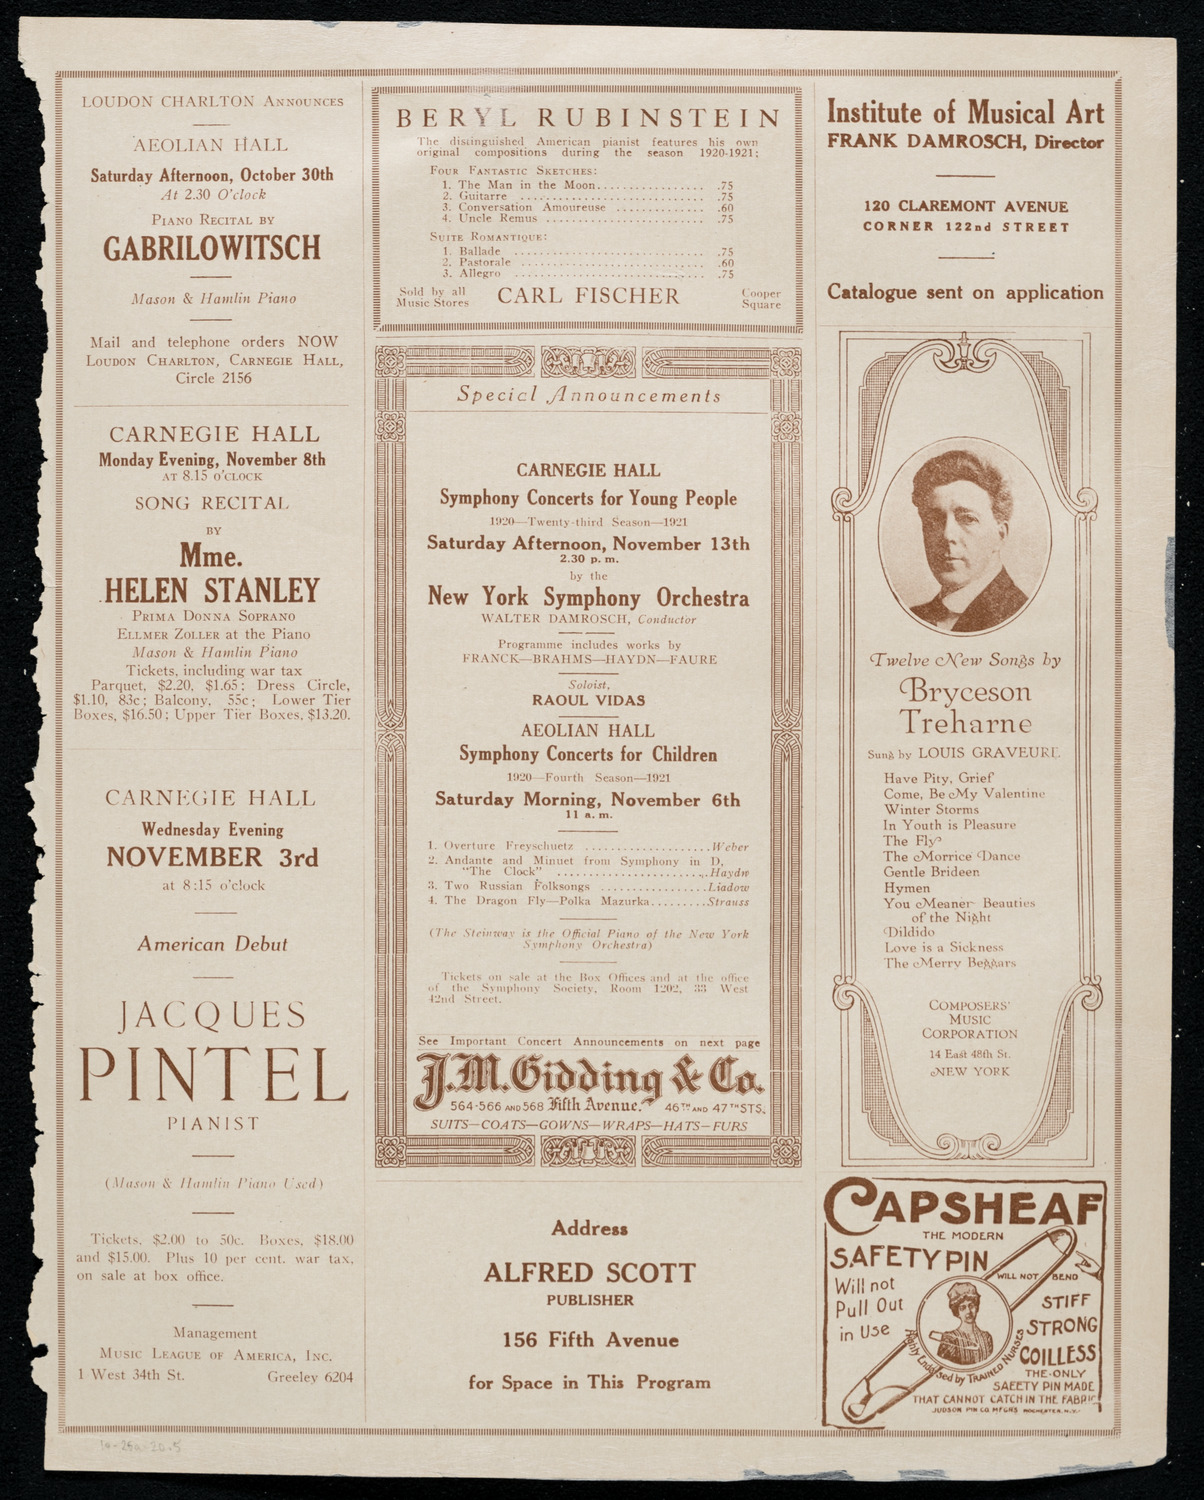 LOUDON CHARLTON ANNOUNCES
AEOLIAN HALL
Saturday Afternoon, October 30th
At 2.30 O'clock
PIANO RECITAL BY
GABRILOWITSCH
Mason & Hamlin Piano
Mail and telephone orders NOW
LOUDON CHARLTON, CARNEGIE HALL,
Circle 2156
CARNEGIE HALL
Monday Evening, November 8th
AT 8.15 O'CLOCK
SONG RECITAL
BY
Mme.
HELEN STANLEY
PRIMA DONNA SOPRANO
ELLMER ZOLLER at the Piano
Mason & Hamlin Piano
Tickets, including war tax
Parquet, $2.20, $1.65; Dress Circle,
$1.10, 83c; Balcony, 55c; Lower Tier
Boxes, $16.50; Upper Tier Boxes, $13.20.
CARNEGIE HALL
Wednesday Evening
NOVEMBER 3rd
at 8:15 o'clock
American Debut
JACQUES
PINTEL
PIANIST
(Mason & Hamlin Piano Used)
Tickets, $2.00 to 50c. Boxes, $18.00
and $15.00. Plus 10 per cent. war tax,
on sale at box office.
Management
MUSIC LEAGUE OF AMERICA, INC.
1 West 34th St. Greeley 6204
BERYL RUBINSTEIN
The distinguished American pianist features his own
original compositions during the season 1920-1921;
FOUR FANTASTIC SKETCHES:
1. The Man in the Moon................ .75
2. Guitarre ........................... .75
3. Conversation Amoureuse ............. .60
4. Uncle Remus ........................ .75
SUITE ROMANTIQUE:
1. Ballade ............................ .75
2. Pastorale .......................... .60
3. Allegro ............................ .75
Sold by all
Music Stores
CARL FISCHER
Cooper
Square
Special Announcements
CARNEGIE HALL
Symphony Concerts for Young People
1920—Twenty-third Season—1921
Saturday Afternoon, November 13th
2.30 p. m.
by the
New York Symphony Orchestra
WALTER DAMROSCH, Conductor
Programme includes works by
FRANCK—BRAHMS—HAYDN—FAURE
Soloist,
RAOUL VIDAS
AEOLIAN HALL
Symphony Concerts for Children
1920—Fourth Season—1921
Saturday Morning, November 6th
11 a. m.
1. Overture Freyschuetz ...................Weber
2. Andante and Minuet from Symphony in D,
"The Clock" .......................Haydn
3. Two Russian Folksongs ................Liadow
4. The Dragon Fly—Polka Mazurka.........Strauss
(The Steinway is the Official Piano of the New York
Symphony Orchestra)
Tickets on sale at the Box Offices and at the office
of the Symphony Society, Room 1202, 33 West
42nd Street.
See Important Concert Announcements on next page
J.M. Gidding & Co.
564-566 AND 568 Fifth Avenue. 46TH AND 47TH STS.
SUITS—COATS—GOWNS—WRAPS—HATS—FURS
Address
ALFRED SCOTT
PUBLISHER
156 Fifth Avenue
for Space in This Program
Institute of Musical Art
FRANK DAMROSCH, Director
120 CLAREMONT AVENUE
CORNER 122nd STREET
Catalogue sent on application
Twelve New Songs by
Bryceson
Treharne
Sung by LOUIS GRAVEURE
Have Pity, Grief
Come, Be My Valentine
Winter Storms
In Youth is Pleasure
The Fly
The Morrice Dance
Gentle Brideen
Hymen
You Meaner Beauties
of the Night
Dildido
Love is a Sickness
The Merry Beggars
COMPOSERS'
MUSIC
CORPORATION
14 East 48th St.
NEW YORK
CAPSHEAF
THE MODERN
SAFETY PIN
WILL NOT BEND
Will not
Pull Out
in Use
STIFF
STRONG
COILLESS
Highly Endorsed by TRAINED NURSES
THE ONLY
SAFETY PIN MADE
THAT CANNOT CATCH IN THE FABRIC
JUDSON PIN CO. MFGRS ROCHESTER, N.Y.